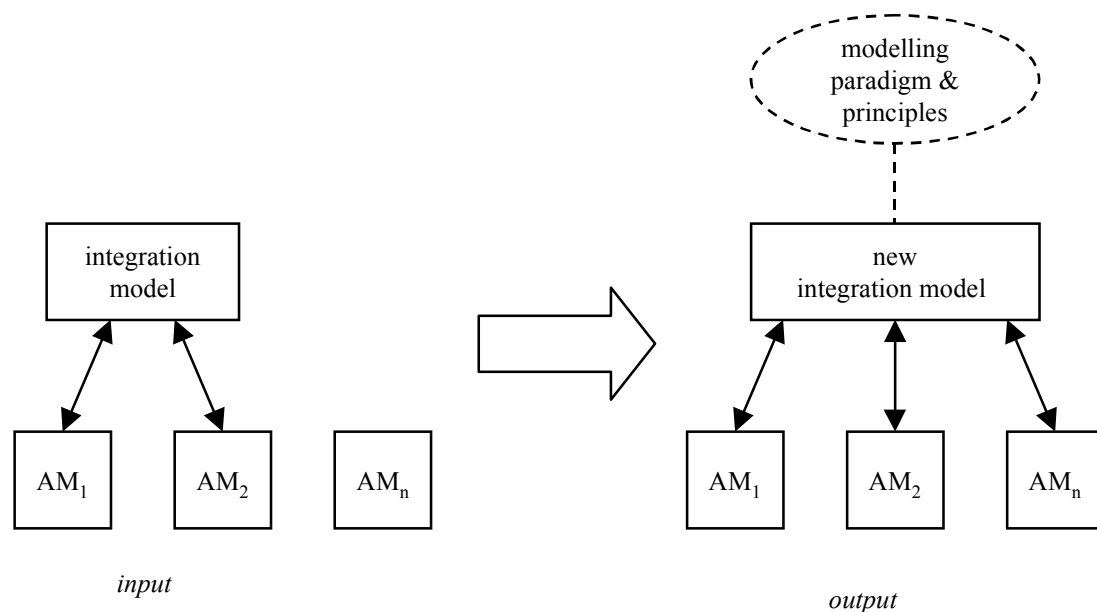 modelling
paradigm &
principles
integration
model
new
integration model
AM₁
AM₂
AMₙ
AM₁
AM₂
AMₙ
input
output